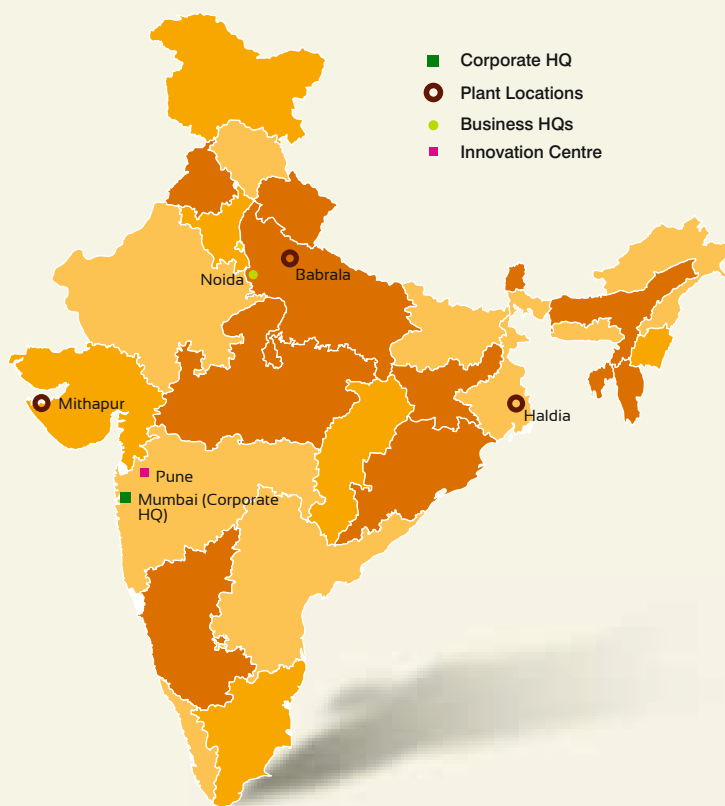 Corporate HQ
Plant Locations
Business HQs
Innovation Centre
Noida
Babrala
Mithapur
Haldia
Pune
Mumbai (Corporate
HQ)